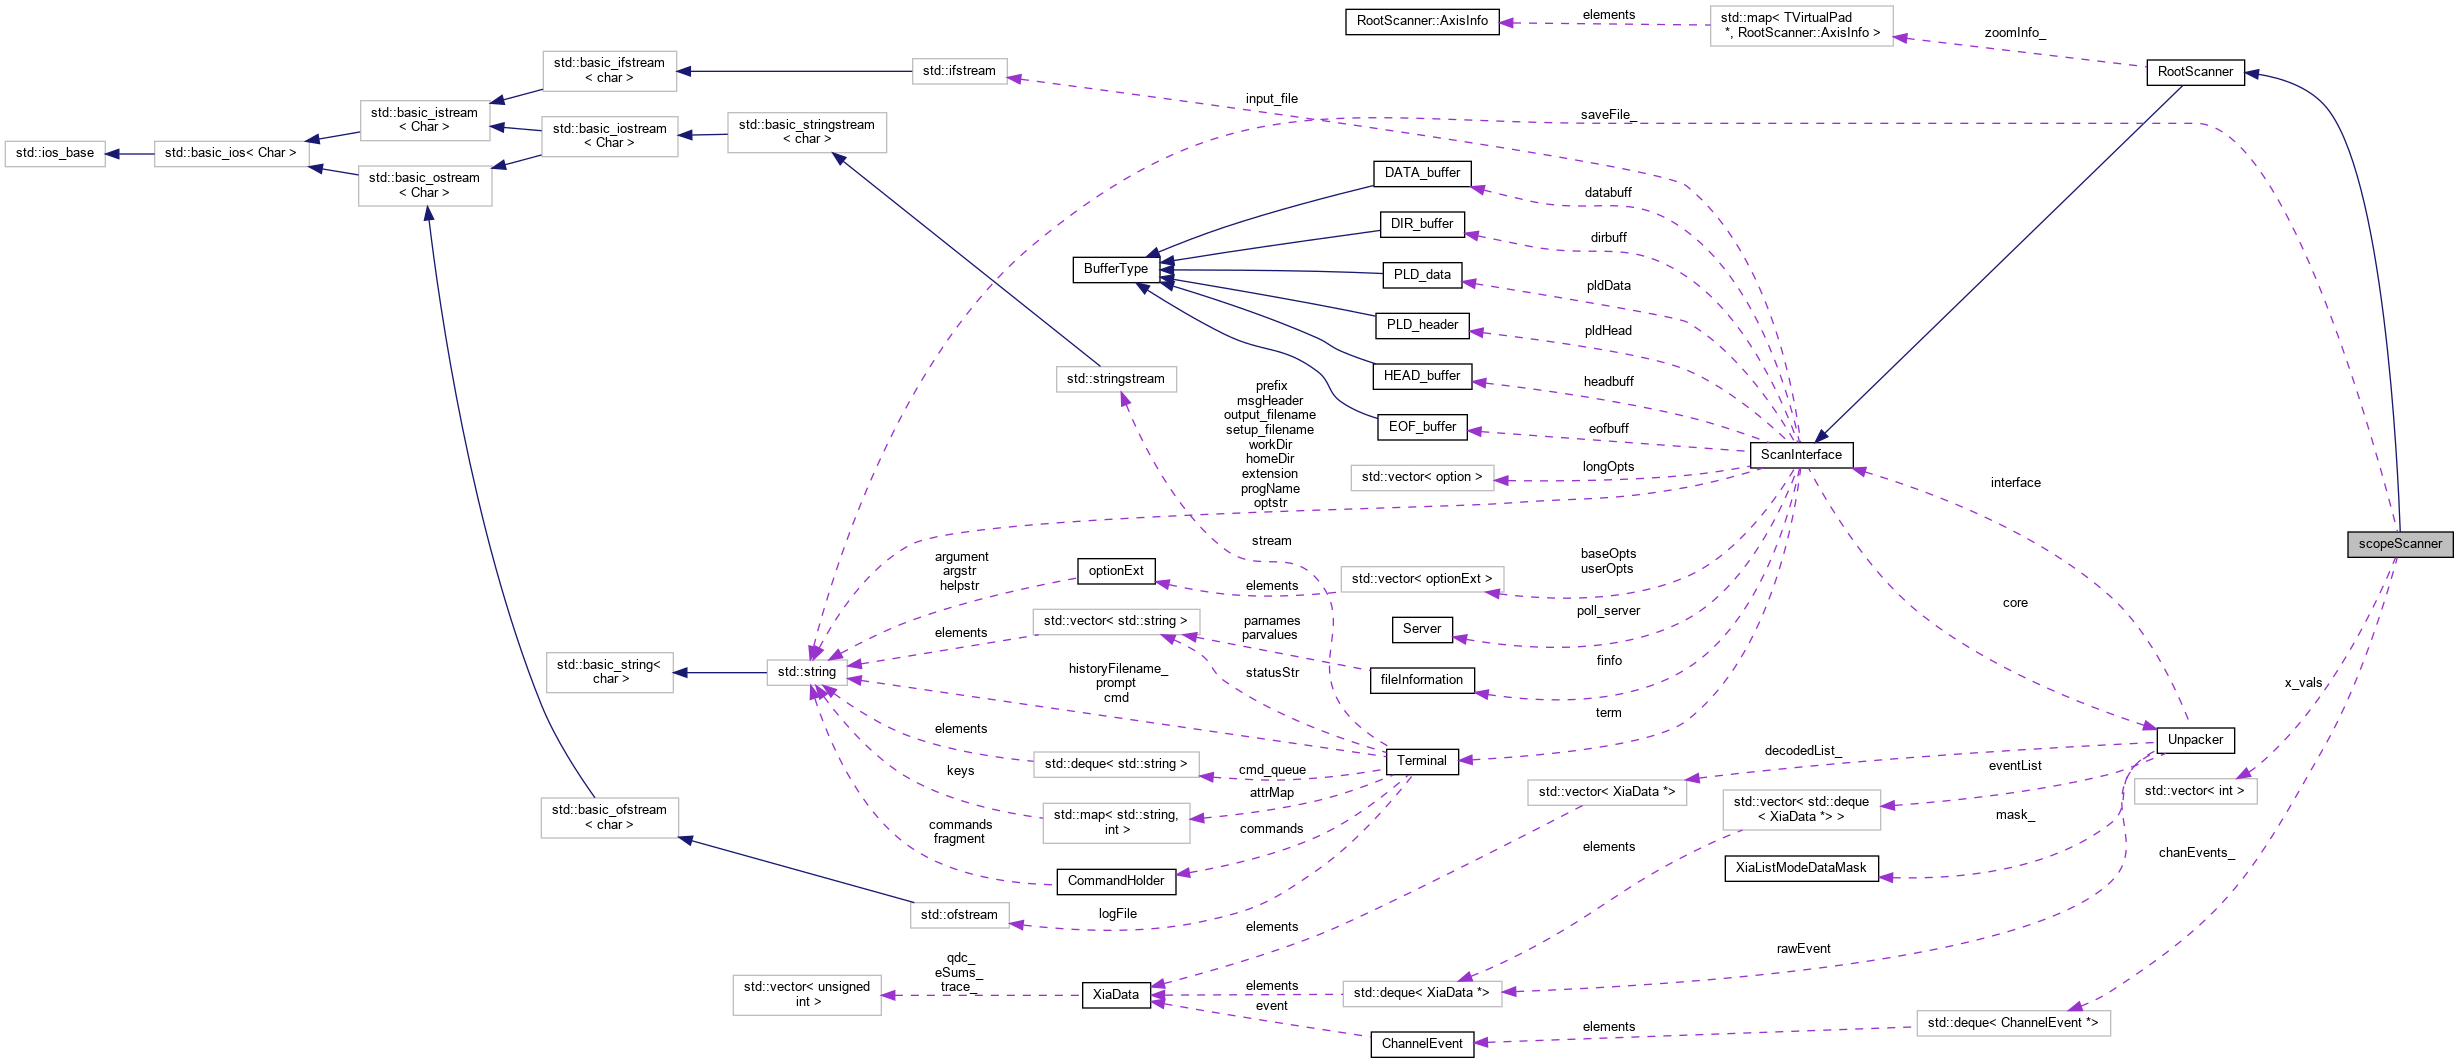 RootScanner::AxisInfo
elements
std::map< TVirtualPad
*, RootScanner::AxisInfo >
zoomInfo_
RootScanner
std::basic_ifstream
< char >
std::ifstream
input_file
saveFile_
std::basic_istream
< Char >
std::basic_iostream
< Char >
std::basic_stringstream
< char >
std::ios_base
std::basic_ios< Char >
std::basic_ostream
< Char >
DATA_buffer
databuff
DIR_buffer
dirbuff
BufferType
PLD_data
pldData
PLD_header
pldHead
std::stringstream
HEAD_buffer
headbuff
prefix
msgHeader
output_filename
setup_filename
workDir
homeDir
extension
progName
optstr
EOF_buffer
eofbuff
ScanInterface
std::vector< option >
longOpts
interface
scopeScanner
stream
argument
argstr
helpstr
optionExt
elements
std::vector< optionExt >
baseOpts
userOpts
core
std::vector< std::string >
elements
parnames
parvalues
Server
poll_server
std::basic_string<
char >
std::string
historyFilename_
prompt
cmd
statusStr
fileInformation
finfo
x_vals
term
elements
std::deque< std::string >
cmd_queue
Terminal
Unpacker
decodedList_
eventList
keys
attrMap
std::map< std::string,
int >
std::vector< XiaData *>
std::vector< std::deque
< XiaData *> >
std::vector< int >
std::basic_ofstream
< char >
commands
fragment
commands
mask_
elements
chanEvents_
CommandHolder
XiaListModeDataMask
std::ofstream
logFile
elements
rawEvent
qdc_
eSums_
trace_
std::vector< unsigned
int >
XiaData
elements
event
std::deque< XiaData *>
ChannelEvent
elements
std::deque< ChannelEvent *>